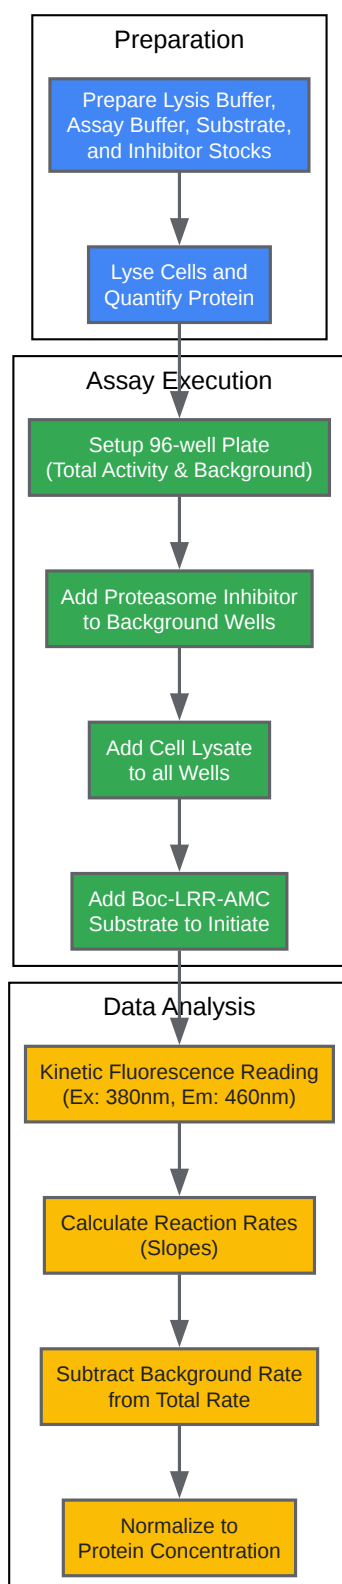 Preparation
Prepare Lysis Buffer,
Assay Buffer, Substrate,
and Inhibitor Stocks
Lyse Cells and
Quantify Protein
Assay Execution
Setup 96-well Plate
(Total Activity & Background)
Add Proteasome Inhibitor
to Background Wells
Add Cell Lysate
to all Wells
Add Boc-LRR-AMC
Substrate to Initiate
Data Analysis
Kinetic Fluorescence Reading
(Ex: 380nm, Em: 460nm)
Calculate Reaction Rates
(Slopes)
Subtract Background Rate
from Total Rate
Normalize to
Protein Concentration